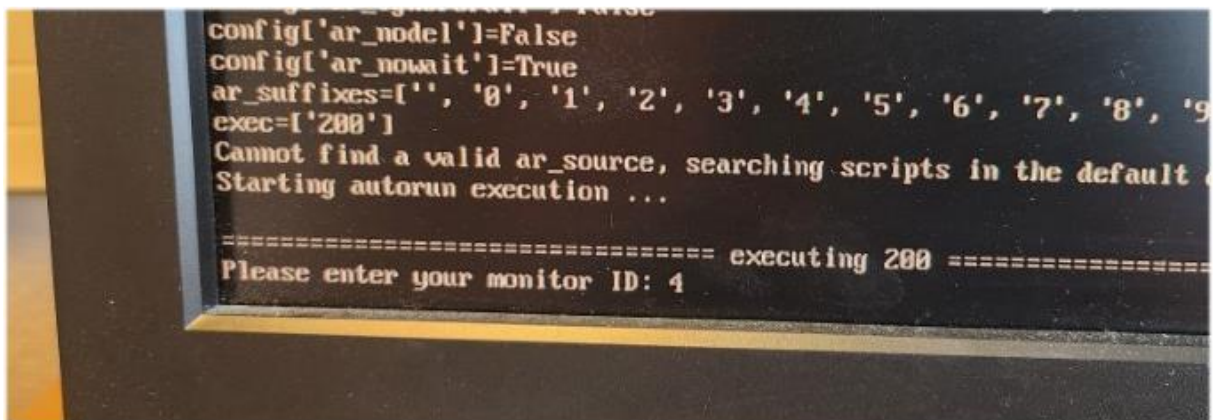 config['ar_nodel']=False
config['ar_nowait']=True
ar_suffixes=['', '0', '1', '2', '3', '4', '5', '6', '7', '8', '9
exec=['200']
Cannot find a valid ar_source, searching scripts in the default
Starting autorun execution ...
================================== executing 200 ==================
Please enter your monitor ID: 4